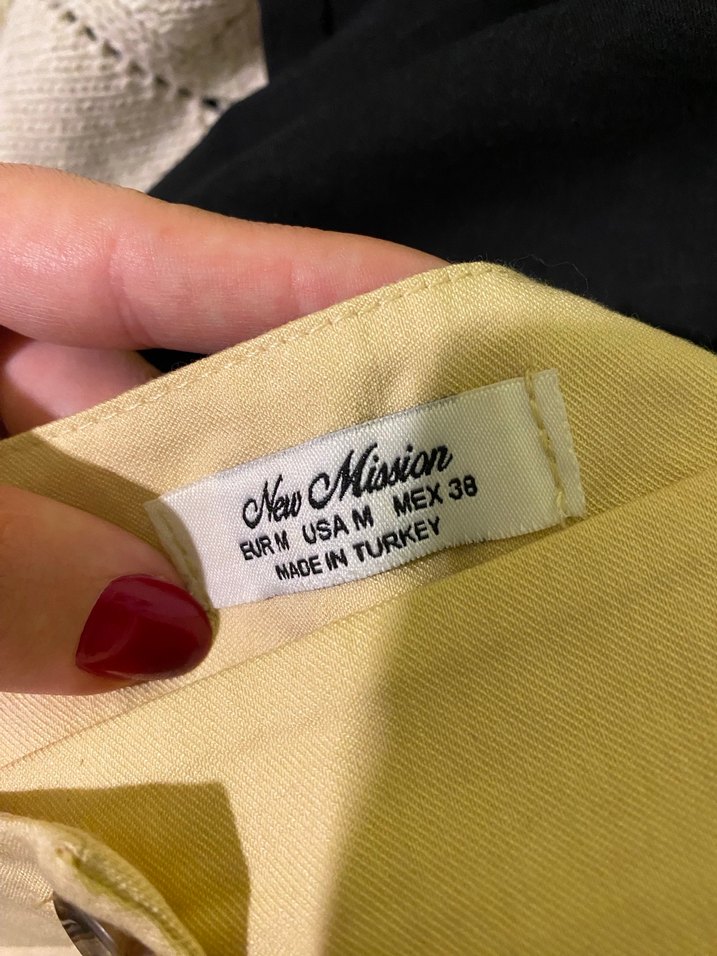 New Mission
EUR M USA M MEX 38
MADE IN TURKEY